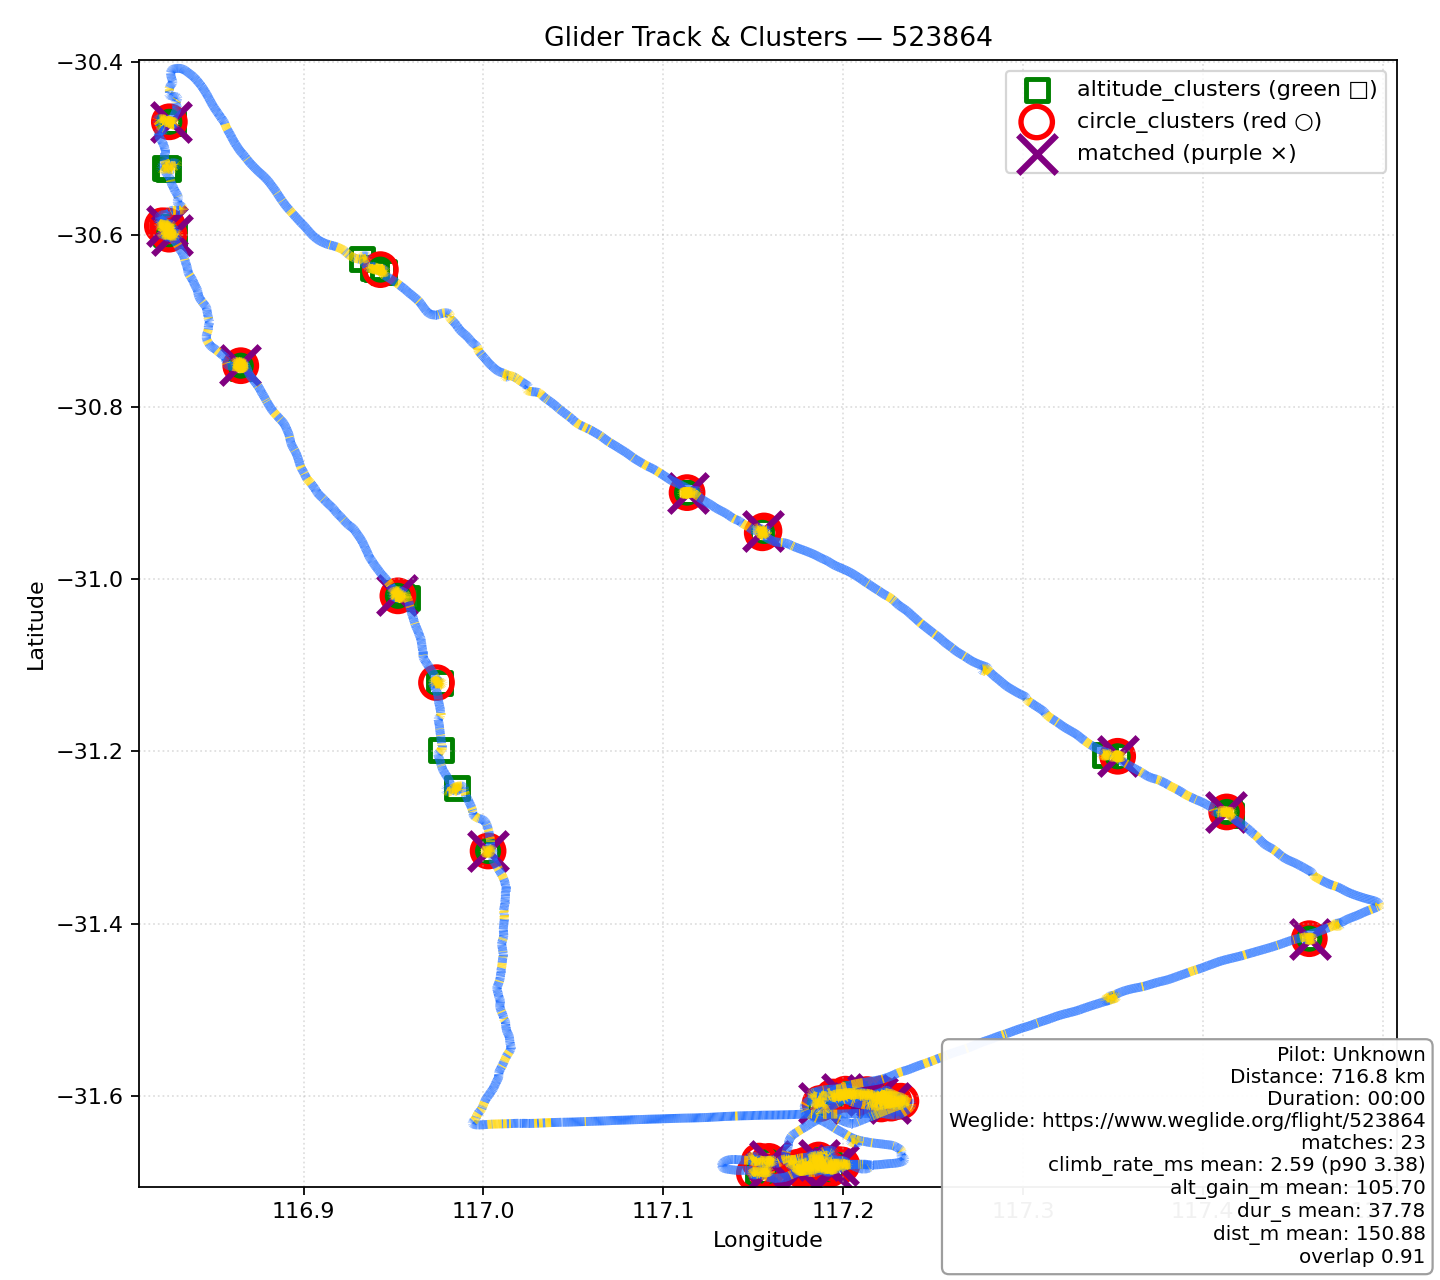 Glider Track & Clusters — 523864
altitude_clusters (green □)
circle_clusters (red ○)
matched (purple ×)
Latitude
−30.4
−30.6
−30.8
−31.0
−31.2
−31.4
−31.6
116.9
117.0
117.1
117.2
117.3
117.4
Longitude
Pilot: Unknown
Distance: 716.8 km
Duration: 00:00
Weglide: https://www.weglide.org/flight/523864
matches: 23
climb_rate_ms mean: 2.59 (p90 3.38)
alt_gain_m mean: 105.70
dur_s mean: 37.78
dist_m mean: 150.88
overlap 0.91